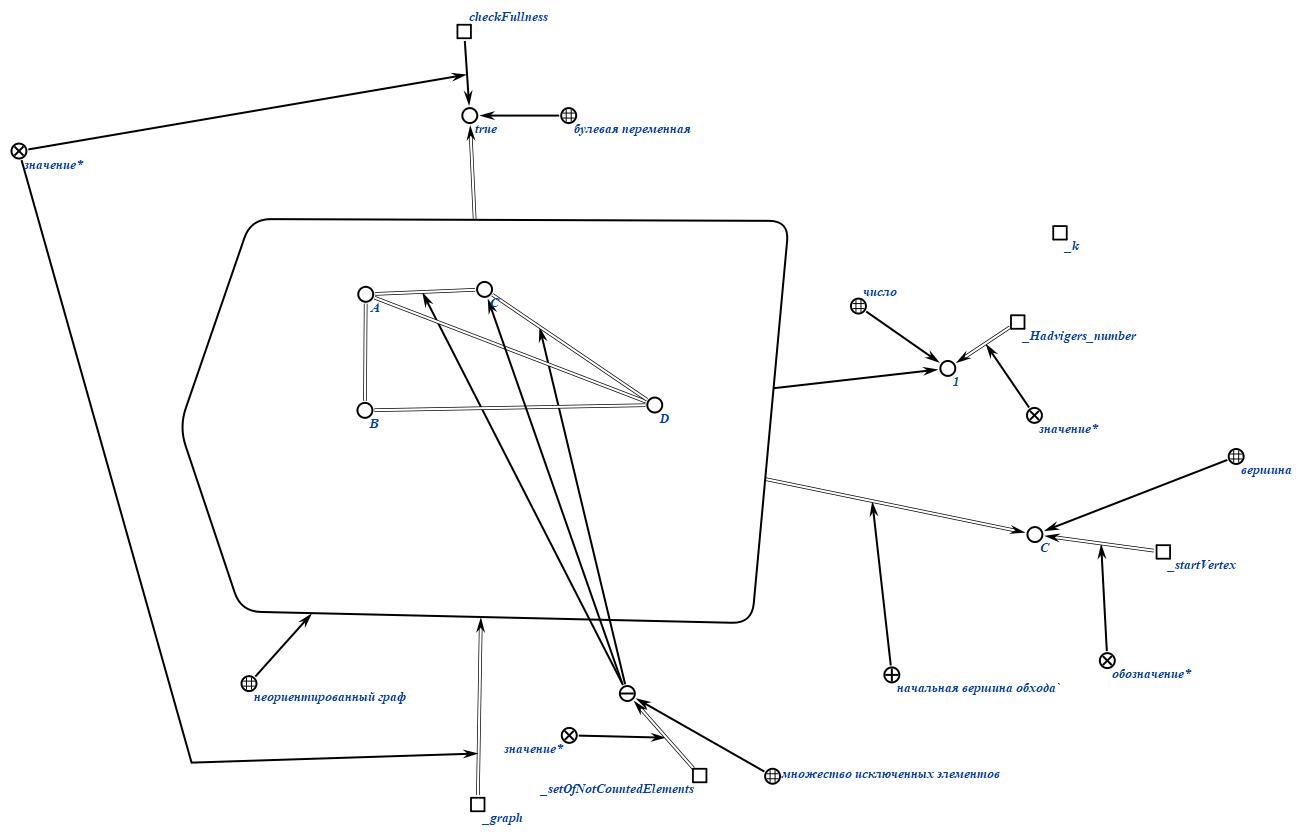 checkFullness
true
булевая переменная
значение*
_k
число
_Hadvigers_number
1
значение*
A
C
B
D
вершина
C
_startVertex
обозначение*
начальная вершина обхода`
неориентированный граф
значение*
_setOfNotCountedElements
множество исключенных элементов
_graph